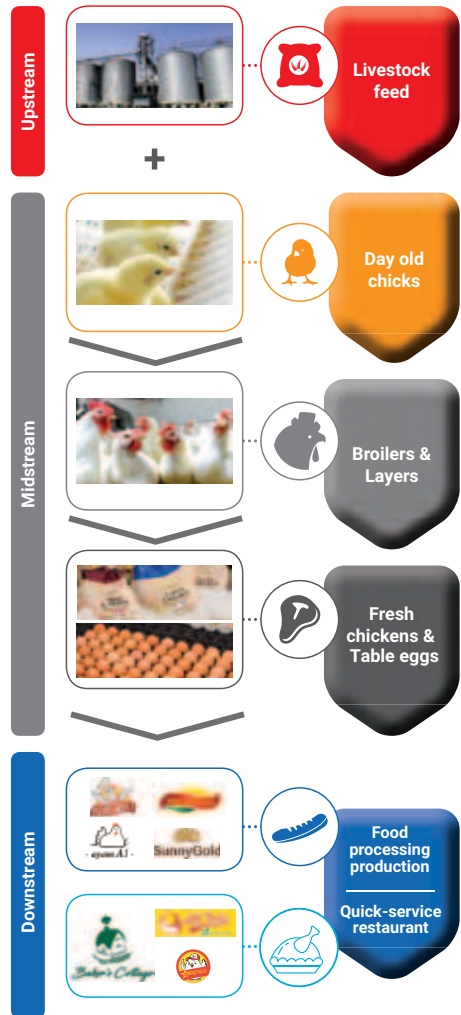 Upstream
Livestock
feed
+
Midstream
Day old
chicks
Broilers &
Layers
Fresh
chickens &
Table eggs
Downstream
ayam A1
SunnyGold
Food
processing
production
Baker's Cottage
Quick-service
restaurant